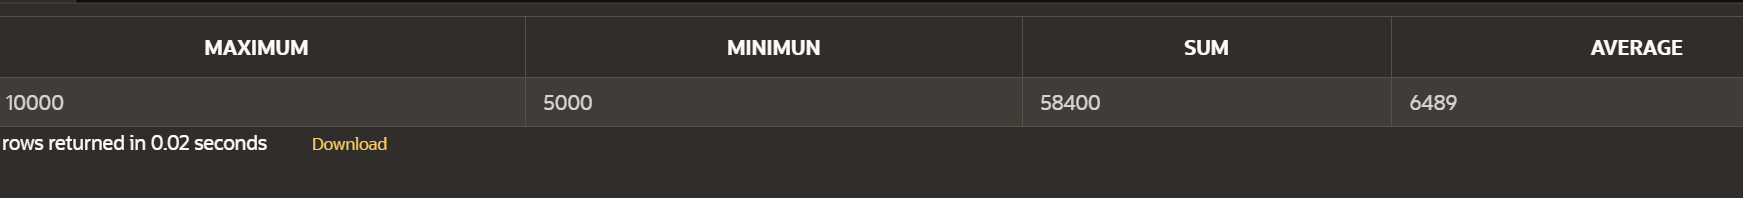 MAXIMUM MINIMUN SUM AVERAGE
10000 5000 58400 6489
rows returned in 0.02 seconds Download